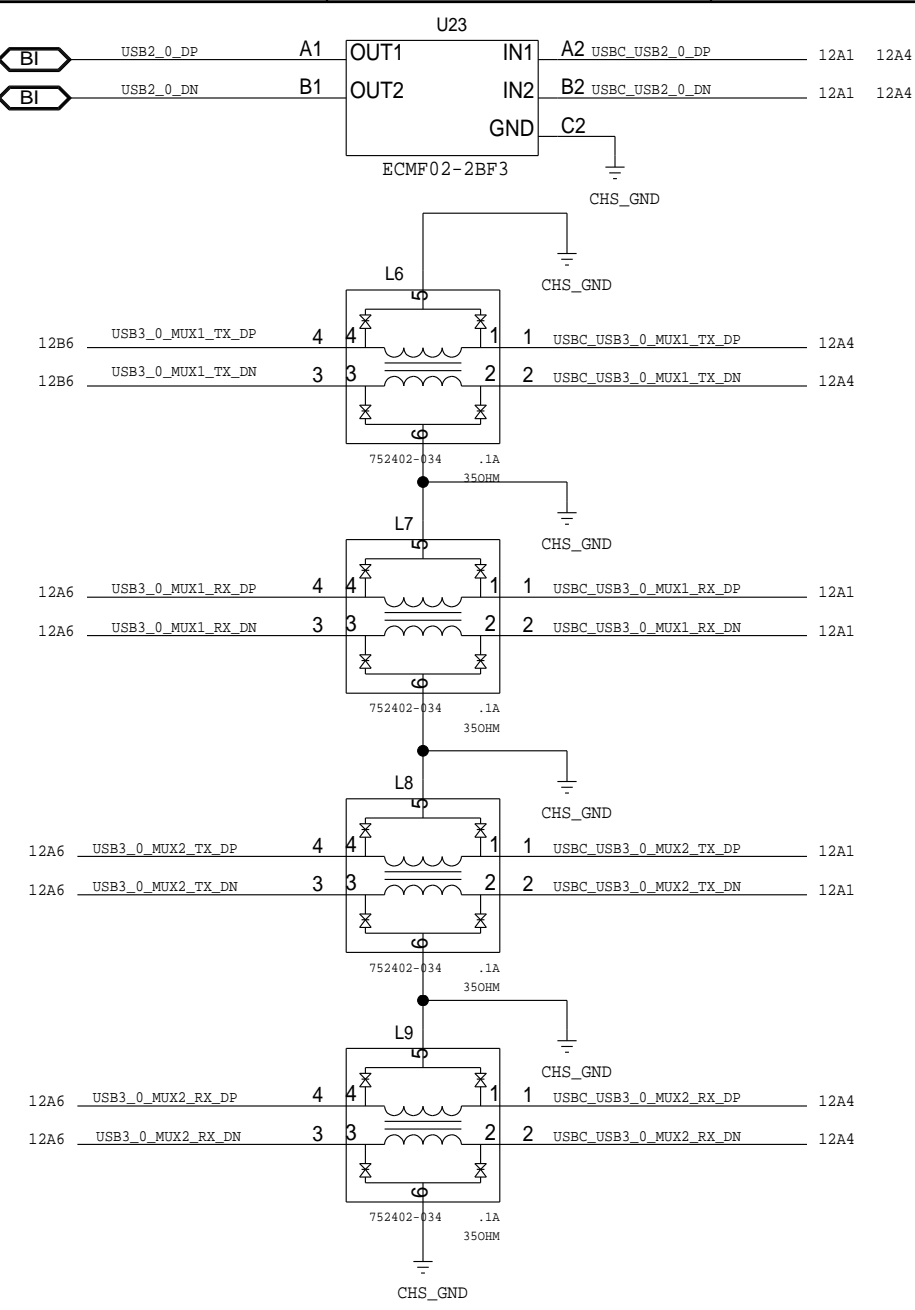 U23
BI USB2_0_DP A1 OUT1 IN1 A2 USBC_USB2_0_DP 12A1 12A4
BI USB2_0_DN B1 OUT2 IN2 B2 USBC_USB2_0_DN 12A1 12A4
GND C2
ECMF02-2BF3
CHS_GND
L6
CHS_GND
5
12B6 USB3_0_MUX1_TX_DP 4 4 1 1 USBC_USB3_0_MUX1_TX_DP 12A4
12B6 USB3_0_MUX1_TX_DN 3 3 2 2 USBC_USB3_0_MUX1_TX_DN 12A4
6
752402-034 .1A
35OHM
L7
CHS_GND
5
12A6 USB3_0_MUX1_RX_DP 4 4 1 1 USBC_USB3_0_MUX1_RX_DP 12A1
12A6 USB3_0_MUX1_RX_DN 3 3 2 2 USBC_USB3_0_MUX1_RX_DN 12A1
6
752402-034 .1A
35OHM
L8
5
CHS_GND
12A6 USB3_0_MUX2_TX_DP 4 4 1 1 USBC_USB3_0_MUX2_TX_DP 12A1
12A6 USB3_0_MUX2_TX_DN 3 3 2 2 USBC_USB3_0_MUX2_TX_DN 12A1
6
752402-034 .1A
35OHM
L9
5
CHS_GND
12A6 USB3_0_MUX2_RX_DP 4 4 1 1 USBC_USB3_0_MUX2_RX_DP 12A4
12A6 USB3_0_MUX2_RX_DN 3 3 2 2 USBC_USB3_0_MUX2_RX_DN 12A4
6
752402-034 .1A
35OHM
CHS_GND